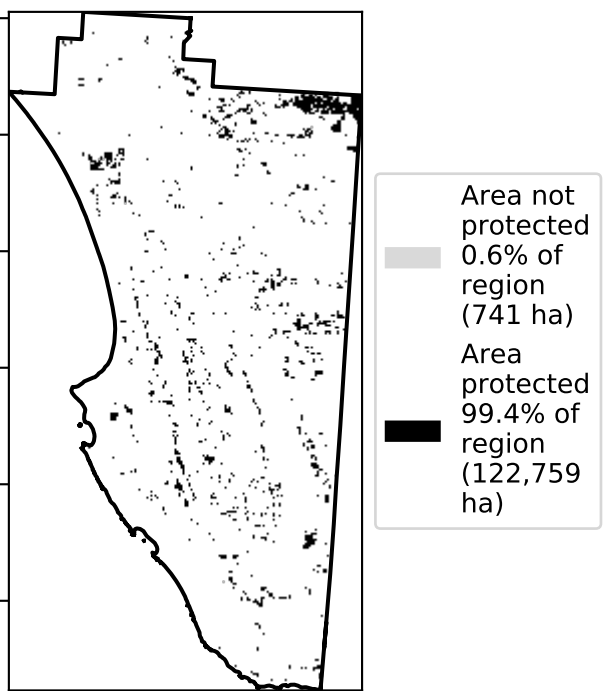 Area not
protected
0.6% of
region
(741 ha)
Area
protected
99.4% of
region
(122,759
ha)